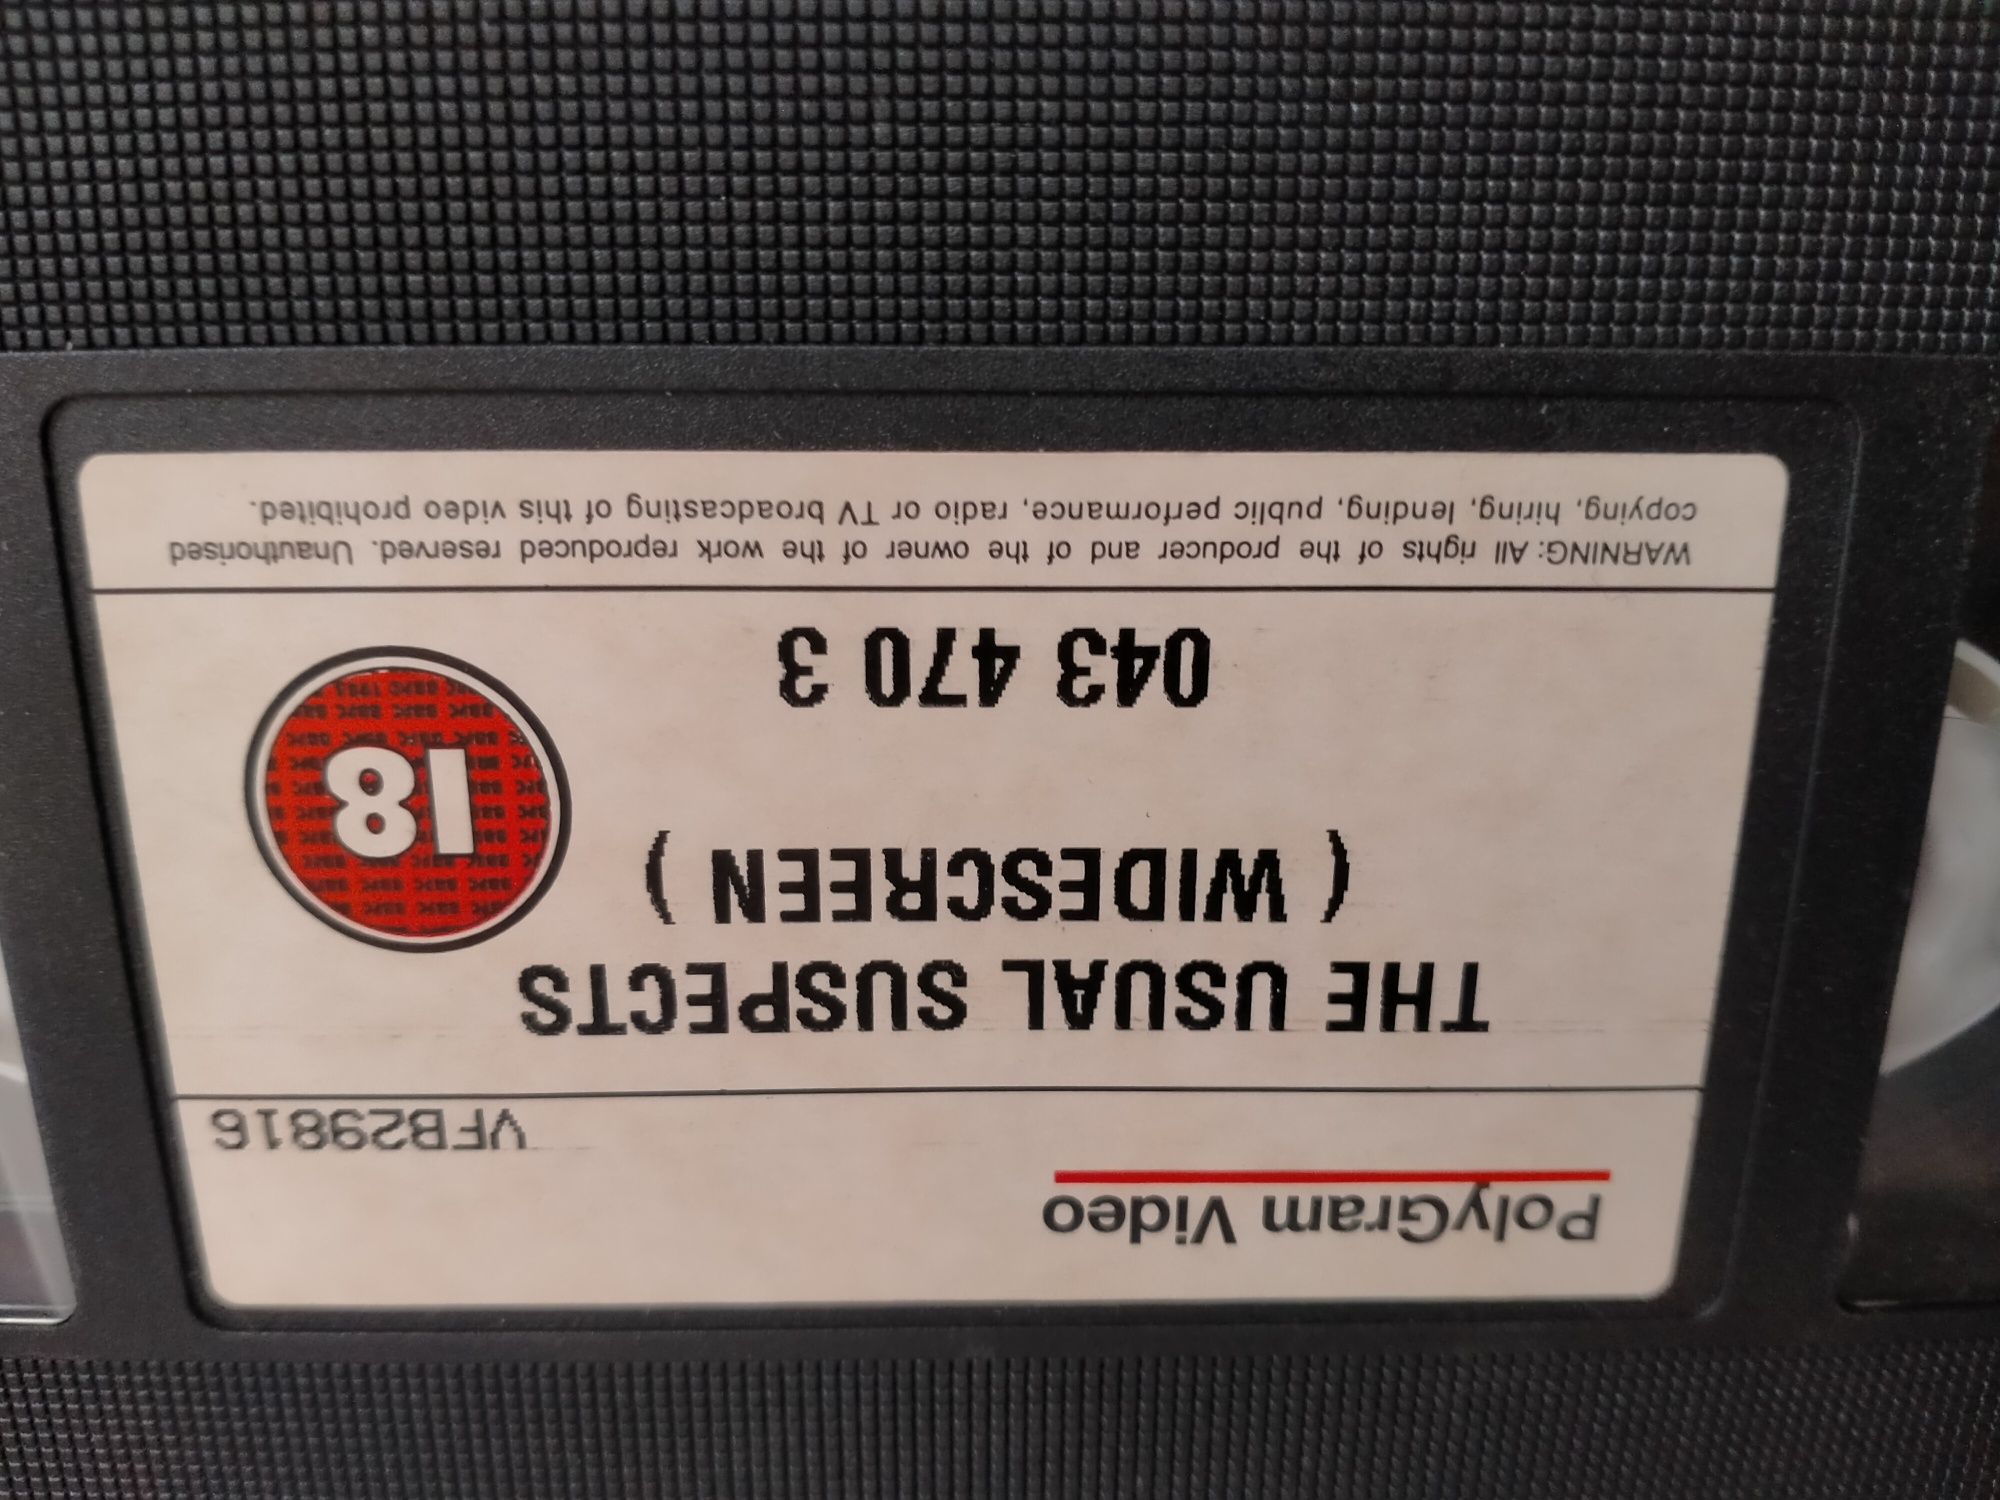 PolyGram Video
VFB29816
THE USUAL SUSPECTS
( WIDESCREEN )
18
043 470 3
WARNING: All rights of the producer and of the owner of the work reproduced reserved. Unauthorised
copying, hiring, lending, public performance, radio or TV broadcasting of this video prohibited.